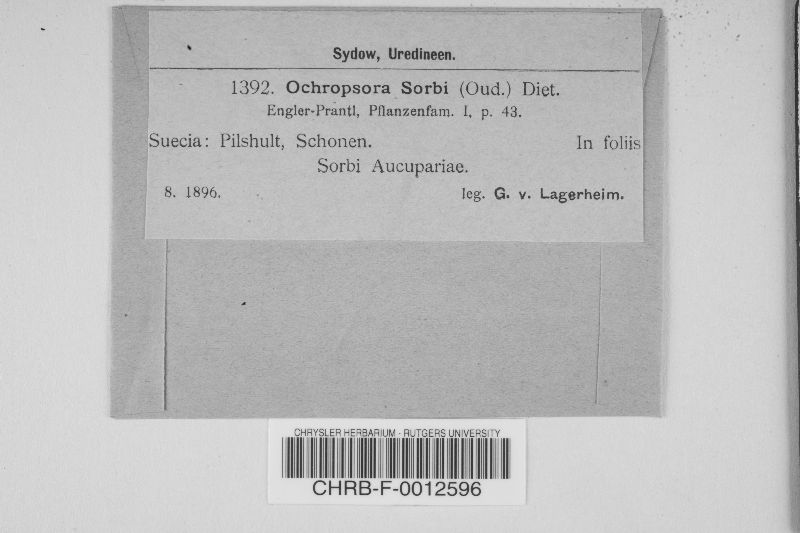 Sydow, Uredineen.
1392. Ochropsora Sorbi (Oud.) Diet.
Engler-Prantl, Pflanzenfam. I, p. 43.
Suecia: Pilshult, Schonen. In foliis
Sorbi Aucupariae.
8. 1896. leg. G. v. Lagerheim.
CHRYSLER HERBARIUM - RUTGERS UNIVERSITY
CHRB-F-0012596